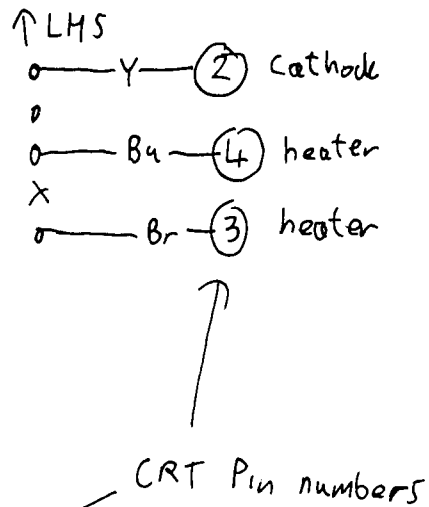 ↑ LHS
Y 2 Cathode
Bu 4 heater
X
Br 3 heater
CRT Pin numbers